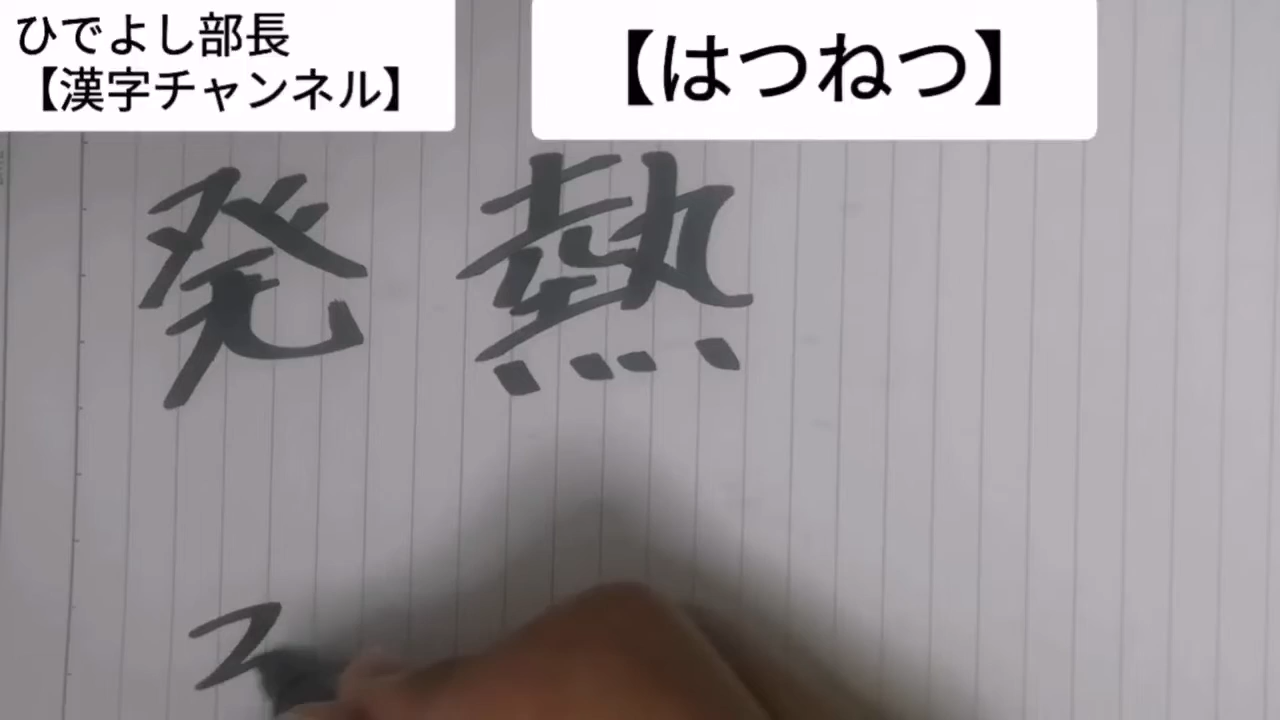 ひでよし部長
【漢字チャンネル】
【はつねつ】
発熱